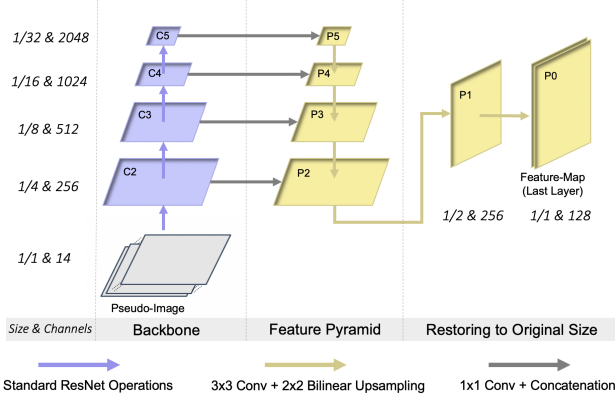 1/32 & 2048
C5
P5
1/16 & 1024
C4
P4
P1
P0
1/8 & 512
C3
P3
1/4 & 256
C2
P2
Feature-Map
(Last Layer)
1/2 & 256
1/1 & 128
1/1 & 14
Pseudo-Image
Size & Channels
Backbone
Feature Pyramid
Restoring to Original Size
Standard ResNet Operations
3x3 Conv + 2x2 Bilinear Upsampling
1x1 Conv + Concatenation